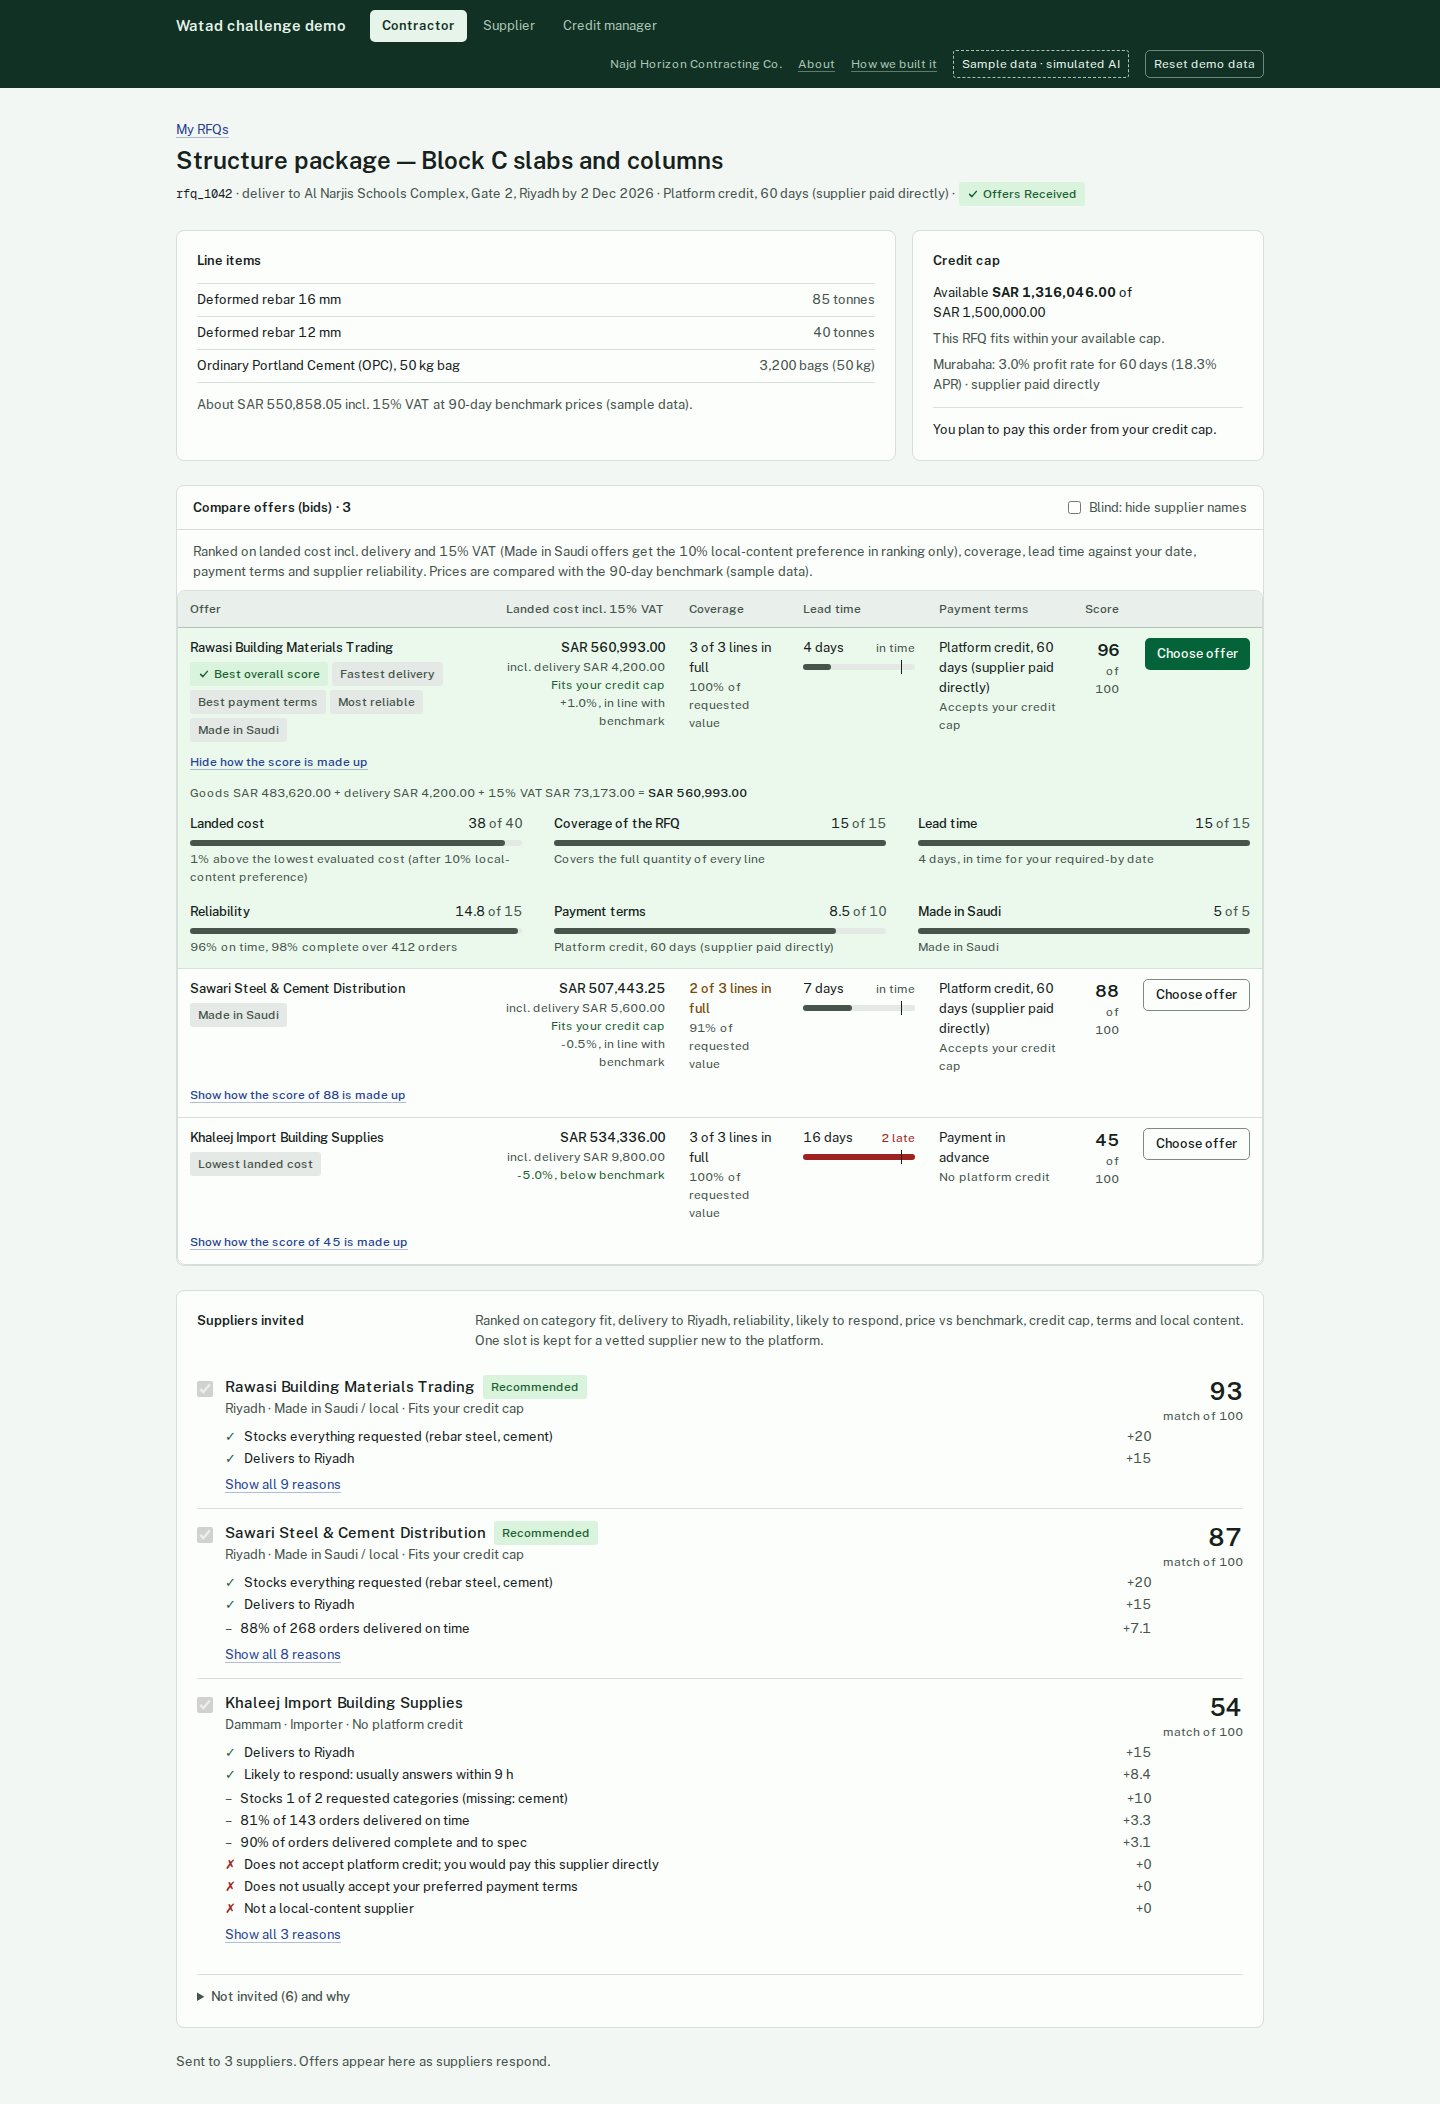 Watad challenge demo
Contractor
Supplier
Credit manager
Najd Horizon Contracting Co.
About
How we built it
Sample data · simulated AI
Reset demo data
My RFQs
Structure package — Block C slabs and columns
rfq_1042 · deliver to Al Narjis Schools Complex, Gate 2, Riyadh by 2 Dec 2026 · Platform credit, 60 days (supplier paid directly) · ✓ Offers Received
Line items
Deformed rebar 16 mm 85 tonnes
Deformed rebar 12 mm 40 tonnes
Ordinary Portland Cement (OPC), 50 kg bag 3,200 bags (50 kg)
About SAR 550,858.05 incl. 15% VAT at 90-day benchmark prices (sample data).
Credit cap
Available SAR 1,316,046.00 of
SAR 1,500,000.00
This RFQ fits within your available cap.
Murabaha: 3.0% profit rate for 60 days (18.3%
APR) · supplier paid directly
You plan to pay this order from your credit cap.
Compare offers (bids) · 3
Blind: hide supplier names
Ranked on landed cost incl. delivery and 15% VAT (Made in Saudi offers get the 10% local-content preference in ranking only), coverage, lead time against your date,
payment terms and supplier reliability. Prices are compared with the 90-day benchmark (sample data).
Offer Landed cost incl. 15% VAT Coverage Lead time Payment terms Score
Rawasi Building Materials Trading
✓ Best overall score
Fastest delivery
Best payment terms
Most reliable
Made in Saudi
SAR 560,993.00
incl. delivery SAR 4,200.00
Fits your credit cap
+1.0%, in line with
benchmark
3 of 3 lines in
full
100% of
requested
value
4 days in time
Platform credit, 60
days (supplier paid
directly)
Accepts your credit
cap
96
of
100
Choose offer
Hide how the score is made up
Goods SAR 483,620.00 + delivery SAR 4,200.00 + 15% VAT SAR 73,173.00 = SAR 560,993.00
Landed cost 38 of 40
1% above the lowest evaluated cost (after 10% local-
content preference)
Coverage of the RFQ 15 of 15
Covers the full quantity of every line
Lead time 15 of 15
4 days, in time for your required-by date
Reliability 14.8 of 15
96% on time, 98% complete over 412 orders
Payment terms 8.5 of 10
Platform credit, 60 days (supplier paid directly)
Made in Saudi 5 of 5
Made in Saudi
Sawari Steel & Cement Distribution
Made in Saudi
SAR 507,443.25
incl. delivery SAR 5,600.00
Fits your credit cap
-0.5%, in line with
benchmark
2 of 3 lines in
full
91% of
requested
value
7 days in time
Platform credit, 60
days (supplier paid
directly)
Accepts your credit
cap
88
of
100
Choose offer
Show how the score of 88 is made up
Khaleej Import Building Supplies
Lowest landed cost
SAR 534,336.00
incl. delivery SAR 9,800.00
-5.0%, below benchmark
3 of 3 lines in
full
100% of
requested
value
16 days 2 late
Payment in
advance
No platform credit
45
of
100
Choose offer
Show how the score of 45 is made up
Suppliers invited
Ranked on category fit, delivery to Riyadh, reliability, likely to respond, price vs benchmark, credit cap, terms and local content.
One slot is kept for a vetted supplier new to the platform.
Rawasi Building Materials Trading Recommended
Riyadh · Made in Saudi / local · Fits your credit cap
93
match of 100
✓ Stocks everything requested (rebar steel, cement) +20
✓ Delivers to Riyadh +15
Show all 9 reasons
Sawari Steel & Cement Distribution Recommended
Riyadh · Made in Saudi / local · Fits your credit cap
87
match of 100
✓ Stocks everything requested (rebar steel, cement) +20
✓ Delivers to Riyadh +15
– 88% of 268 orders delivered on time +7.1
Show all 8 reasons
Khaleej Import Building Supplies
Dammam · Importer · No platform credit
54
match of 100
✓ Delivers to Riyadh +15
✓ Likely to respond: usually answers within 9 h +8.4
– Stocks 1 of 2 requested categories (missing: cement) +10
– 81% of 143 orders delivered on time +3.3
– 90% of orders delivered complete and to spec +3.1
✗ Does not accept platform credit; you would pay this supplier directly +0
✗ Does not usually accept your preferred payment terms +0
✗ Not a local-content supplier +0
Show all 3 reasons
▶ Not invited (6) and why
Sent to 3 suppliers. Offers appear here as suppliers respond.